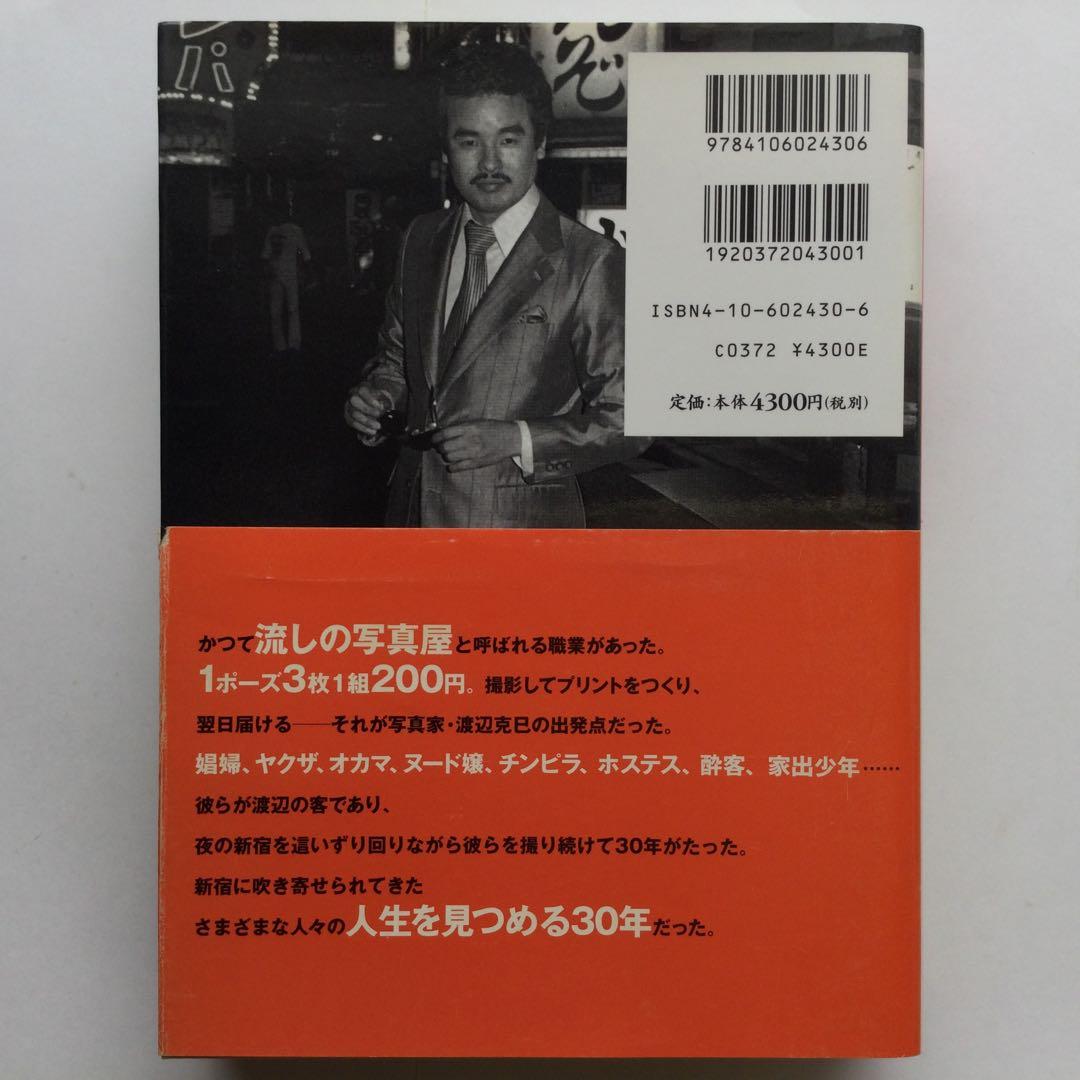 パ
ぞ
9784106024306
1920372043001
ISBN4-10-602430-6
C0372 ¥4300E
定価:本体4300円(税別)
かつて流しの写真屋と呼ばれる職業があった。
1ポーズ3枚1組200円。撮影してプリントをつくり、
翌日届ける──それが写真家・渡辺克巳の出発点だった。
娼婦、ヤクザ、オカマ、ヌード嬢、チンピラ、ホステス、酔客、家出少年……
彼らが渡辺の客であり、
夜の新宿を這いずり回りながら彼らを撮り続けて30年がたった。
新宿に吹き寄せられてきた
さまざまな人々の人生を見つめる30年だった。